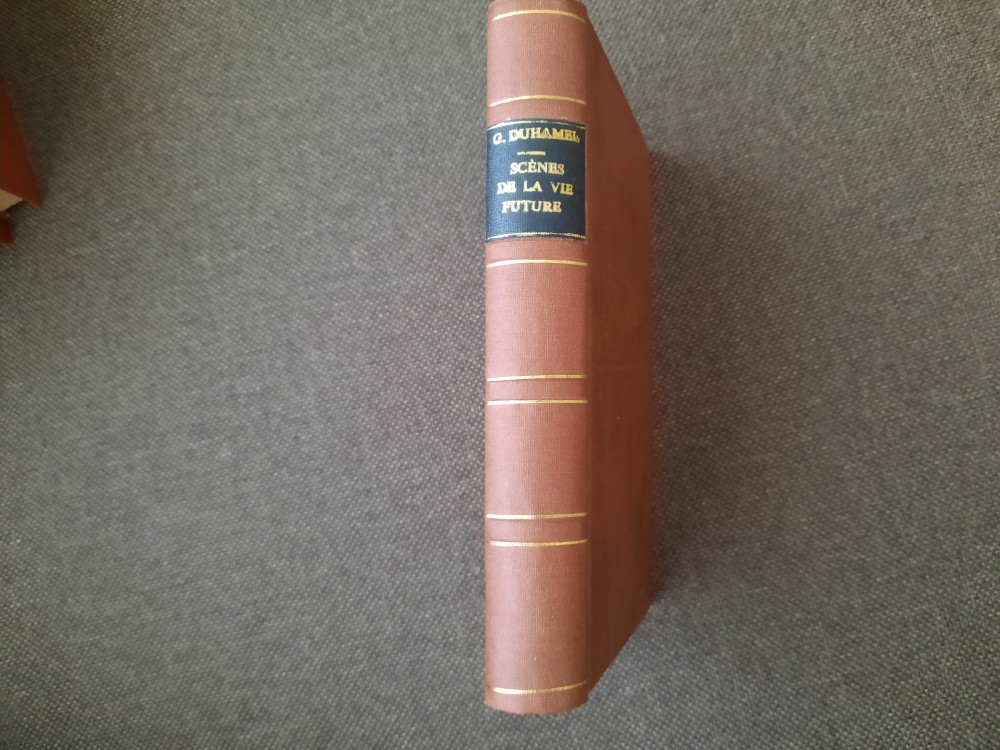 G. DUHAMEL
SCÈNES
DE LA VIE
FUTURE